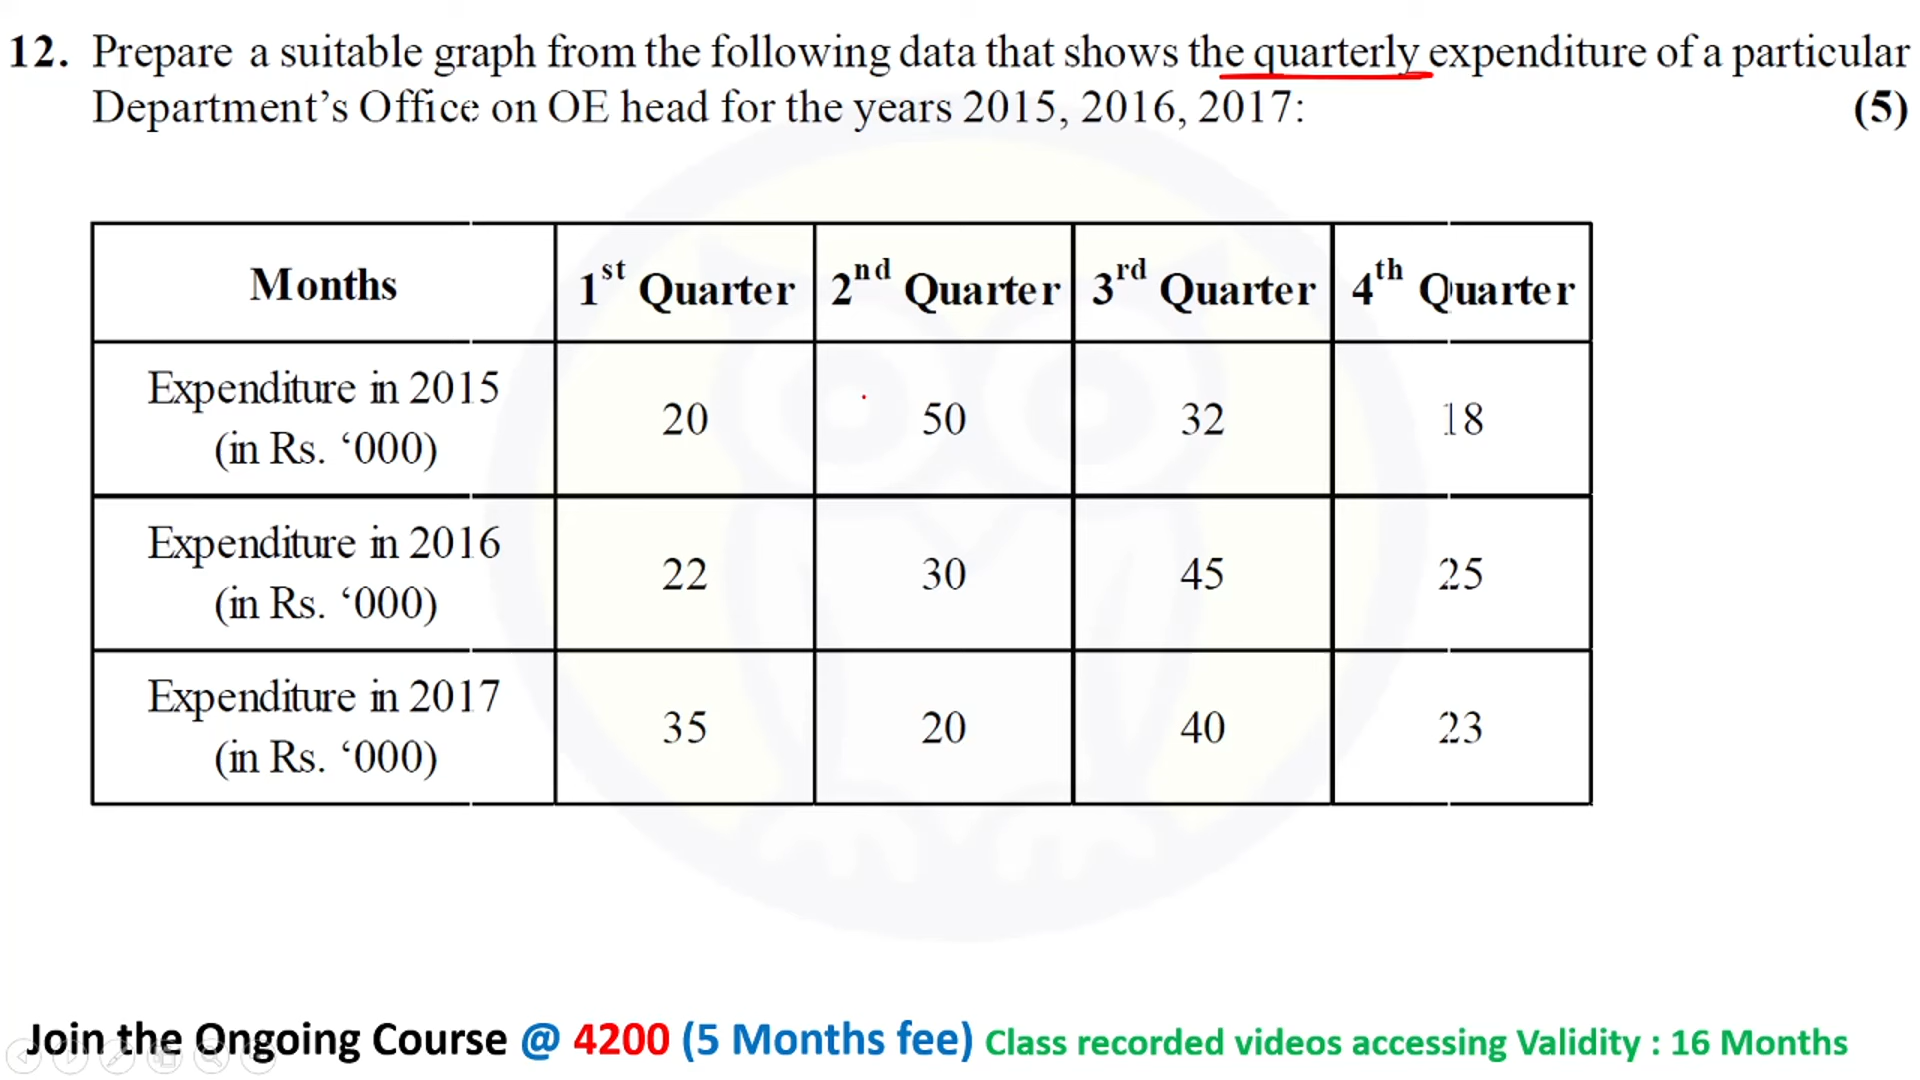 12. Prepare a suitable graph from the following data that shows the quarterly expenditure of a particular
Department's Office on OE head for the years 2015, 2016, 2017: (5)
Months 1st Quarter 2nd Quarter 3rd Quarter 4th Quarter
Expenditure in 2015
(in Rs. ‘000) 20 50 32 18
Expenditure in 2016
(in Rs. ‘000) 22 30 45 25
Expenditure in 2017
(in Rs. ‘000) 35 20 40 23
Join the Ongoing Course @ 4200 (5 Months fee) Class recorded videos accessing Validity : 16 Months